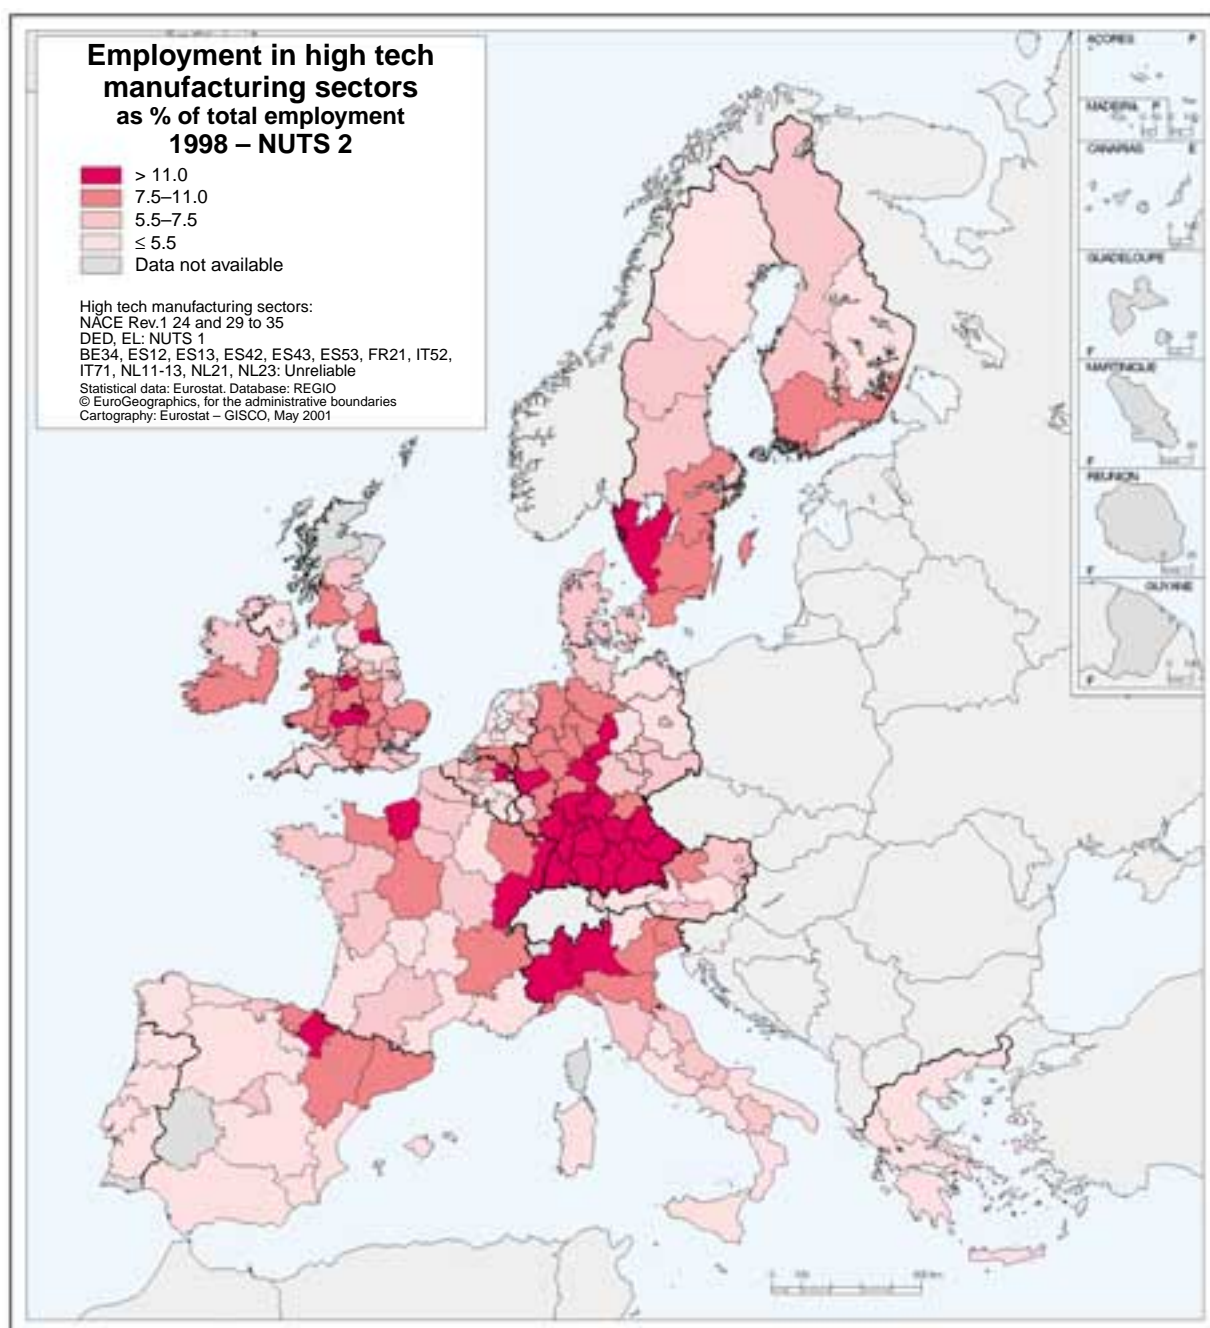 Employment in high tech
manufacturing sectors
as % of total employment
1998 – NUTS 2
> 11.0
7.5–11.0
5.5–7.5
≤ 5.5
Data not available
High tech manufacturing sectors:
NACE Rev.1 24 and 29 to 35
DED, EL: NUTS 1
BE34, ES12, ES13, ES42, ES43, ES53, FR21, IT52,
IT71, NL11-13, NL21, NL23: Unreliable
Statistical data: Eurostat. Database: REGIO
© EuroGeographics, for the administrative boundaries
Cartography: Eurostat – GISCO, May 2001
ACORES P
MADEIRA P
CANARIAS E
GUADELOUPE
F
MARTINIQUE
F
REUNION
F
GUYANE
F